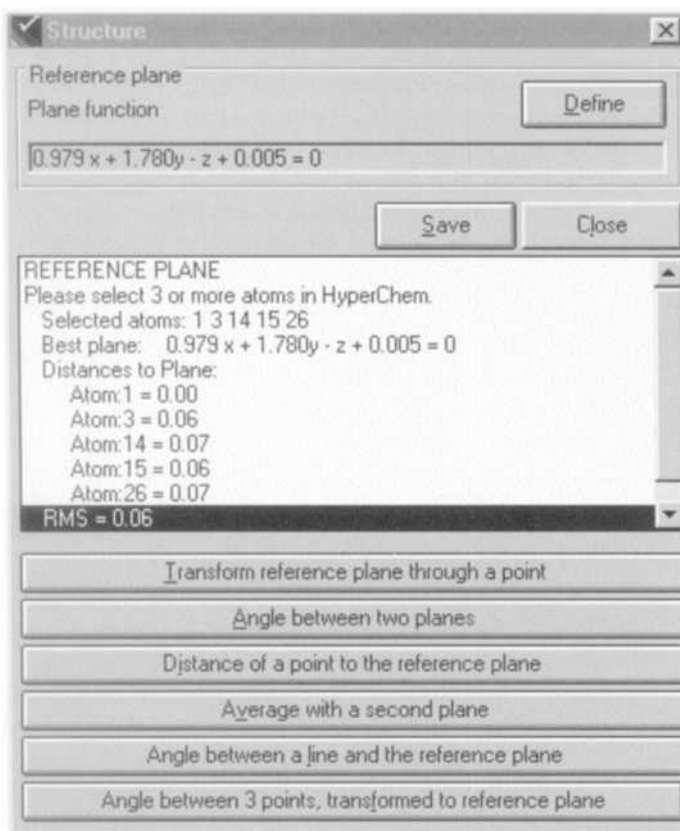 Structure
Reference plane
Plane function
Define
0.979 x + 1.780y - z + 0.005 = 0
Save
Close
REFERENCE PLANE
Please select 3 or more atoms in HyperChem.
Selected atoms: 1 3 14 15 26
Best plane: 0.979 x + 1.780y - z + 0.005 = 0
Distances to Plane:
Atom:1 = 0.00
Atom:3 = 0.06
Atom:14 = 0.07
Atom:15 = 0.06
Atom:26 = 0.07
RMS = 0.06
Transform reference plane through a point
Angle between two planes
Distance of a point to the reference plane
Average with a second plane
Angle between a line and the reference plane
Angle between 3 points, transformed to reference plane